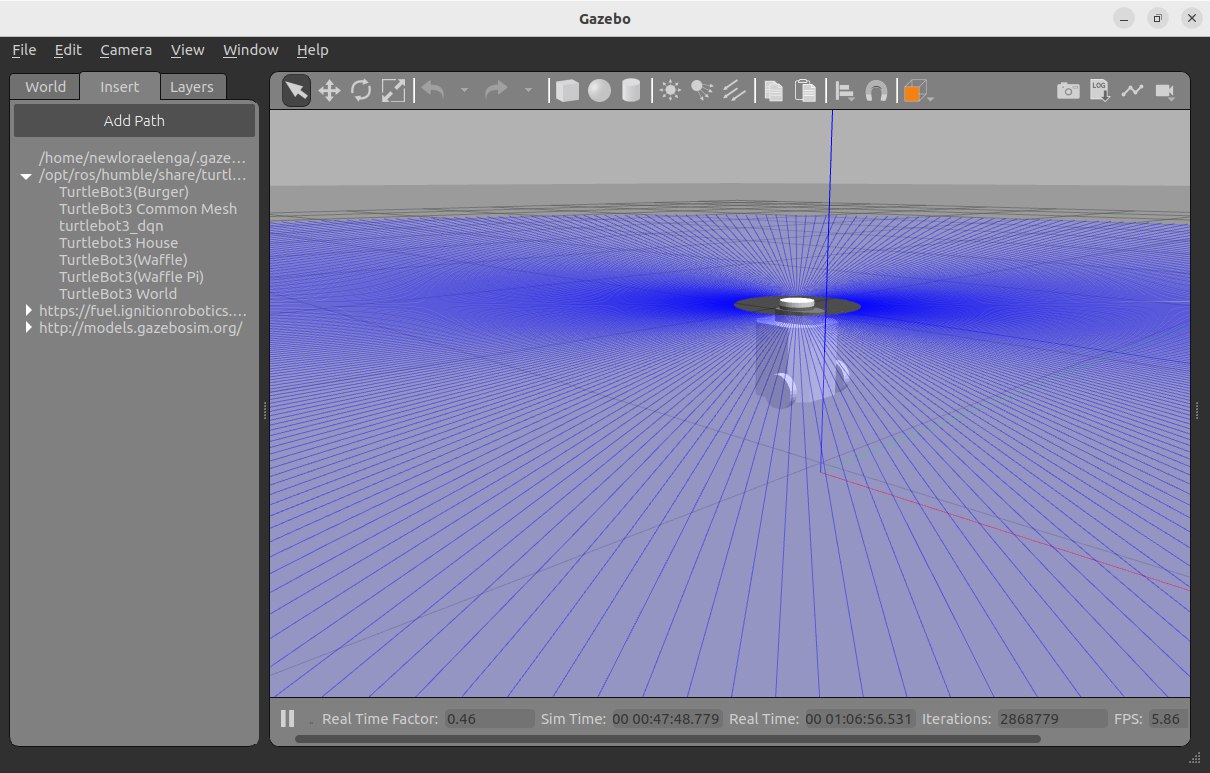 Gazebo
File Edit Camera View Window Help
World Insert Layers
LOG
Add Path
/home/newloraelenga/.gaze...
/opt/ros/humble/share/turtl...
TurtleBot3(Burger)
TurtleBot3 Common Mesh
turtlebot3_dqn
Turtlebot3 House
TurtleBot3(Waffle)
TurtleBot3(Waffle Pi)
TurtleBot3 World
https://fuel.ignitionrobotics....
http://models.gazebosim.org/
Real Time Factor: 0.46 Sim Time: 00 00:47:48.779 Real Time: 00 01:06:56.531 Iterations: 2868779 FPS: 5.86